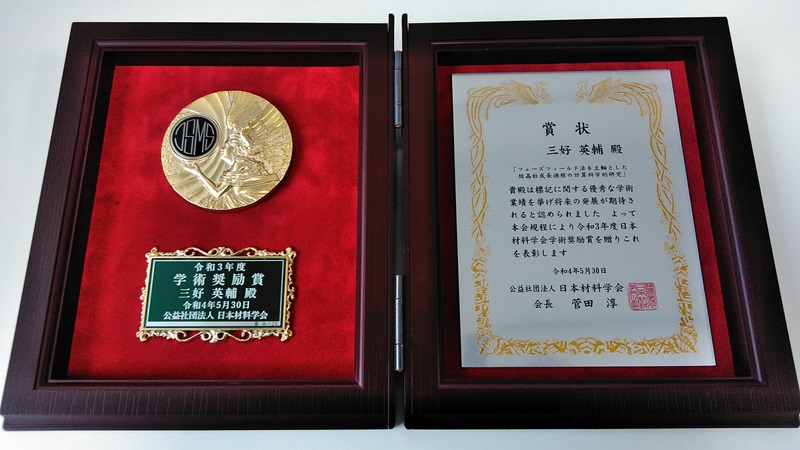 JSMS
令和3年度
学術奨励賞
三好 英輔 殿
令和4年5月30日
公益社団法人 日本材料学会
賞 状
三好 英輔 殿
「フェーズフィールド法を主軸とした
結晶粒成長過程の計算科学的研究」
貴殿は標記に関する優秀な学術
業績を挙げ将来の発展が期待さ
れると認められました よって
本会規程により令和3年度日本
材料学会学術奨励賞を贈りこれ
を表彰します
令和4年5月30日
公益社団法人 日本材料学会
会長 菅田 淳